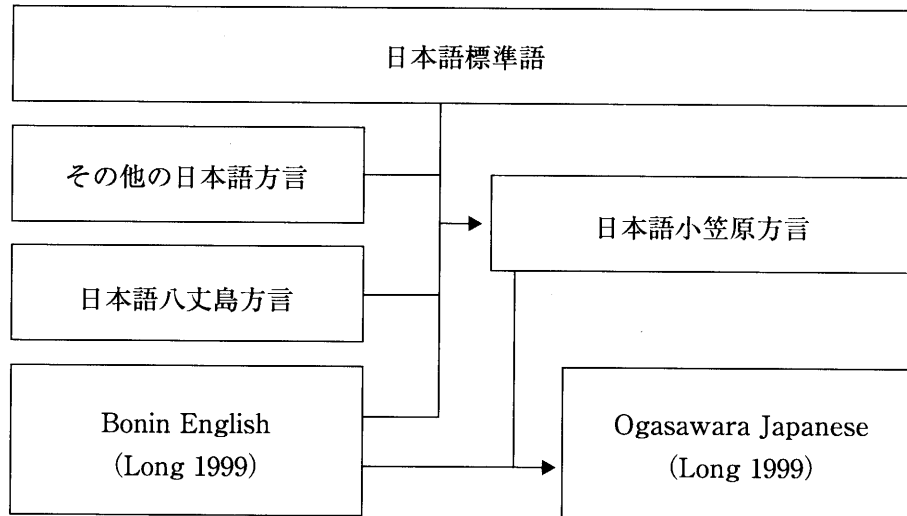 日本語標準語
その他の日本語方言
日本語小笠原方言
日本語八丈島方言
Bonin English
(Long 1999)
Ogasawara Japanese
(Long 1999)